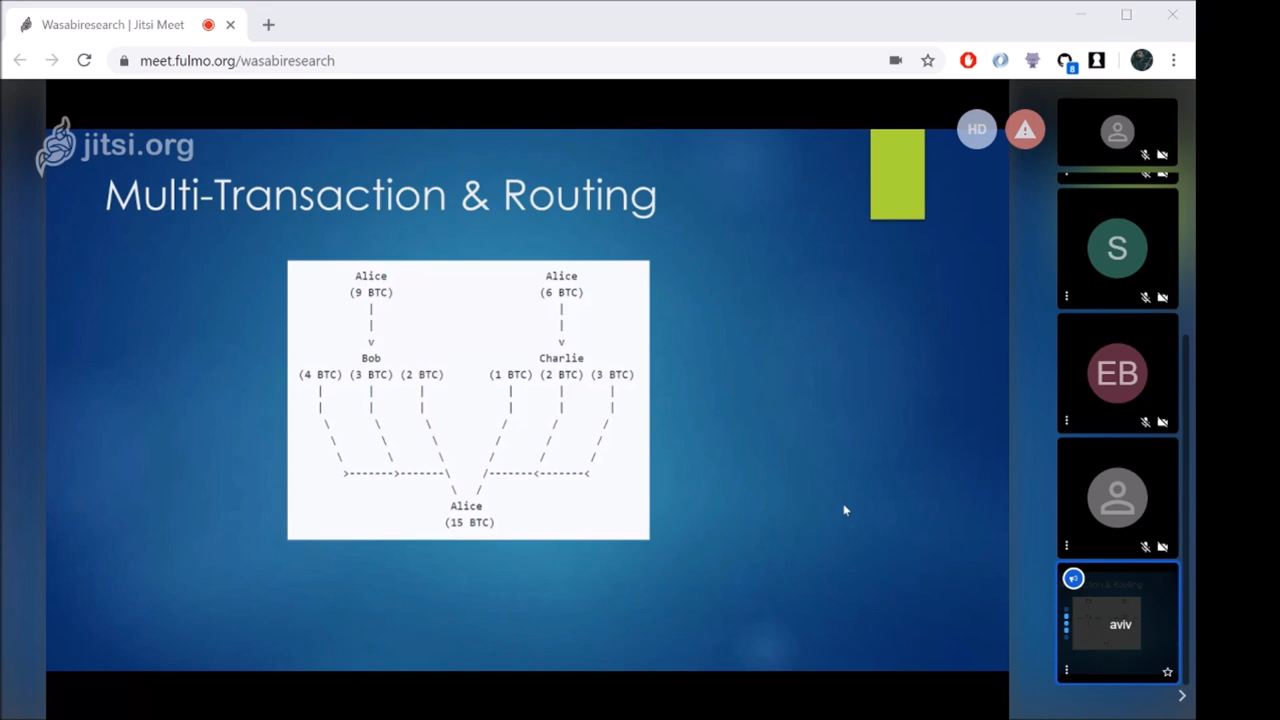 Wasabiresearch | Jitsi Meet
meet.fulmo.org/wasabiresearch
8
jitsi.org
HD
Multi-Transaction & Routing
Alice Alice
(9 BTC) (6 BTC)
Bob Charlie
(4 BTC) (3 BTC) (2 BTC) (1 BTC) (2 BTC) (3 BTC)
Alice
(15 BTC)
S
EB
aviv